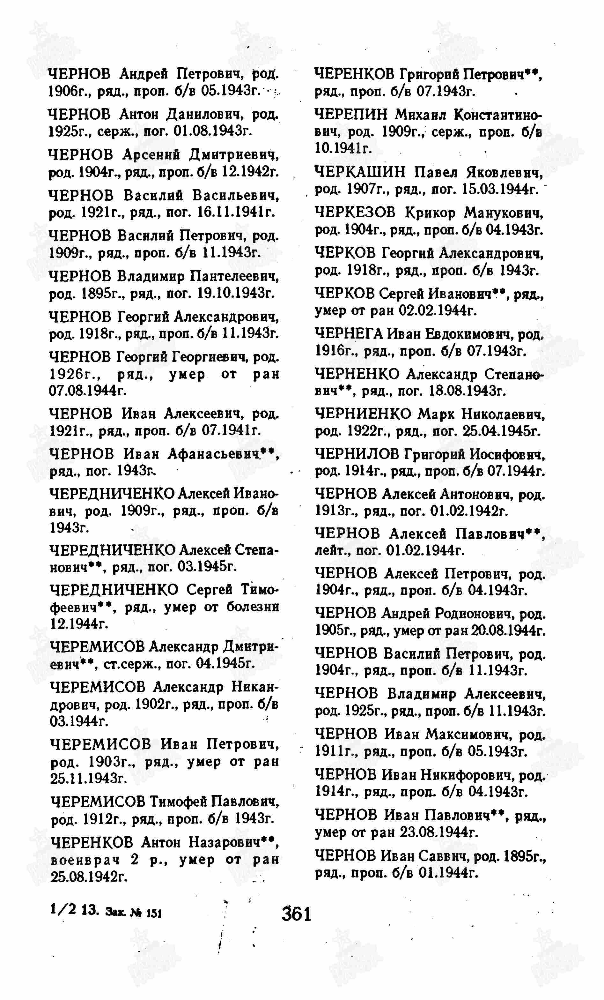 ЧЕРНОВ Андрей Петрович, род.
1906г., ряд., проп. б/в 05.1943г.
ЧЕРНОВ Антон Данилович, род.
1925г., серж., пог. 01.08.1943г.
ЧЕРНОВ Арсений Дмитриевич,
род. 1904г., ряд., проп. б/в 12.1942г.
ЧЕРНОВ Василий Васильевич,
род. 1921г., ряд., пог. 16.11.1941г.
ЧЕРНОВ Василий Петрович, род.
1909г., ряд., проп. б/в 11.1943г.
ЧЕРНОВ Владимир Пантелеевич,
род. 1895г., ряд., пог. 19.10.1943г.
ЧЕРНОВ Георгий Александрович,
род. 1918г., ряд., проп. б/в 11.1943г.
ЧЕРНОВ Георгий Георгиевич, род.
1926г., ряд., умер от ран
07.08.1944г.
ЧЕРНОВ Иван Алексеевич, род.
1921г., ряд., проп. б/в 07.1941г.
ЧЕРНОВ Иван Афанасьевич**,
ряд., пог. 1943г.
ЧЕРЕДНИЧЕНКО Алексей Ивано-
вич, род. 1909г., ряд., проп. б/в
1943г.
ЧЕРЕДНИЧЕНКО Алексей Степа-
нович**, ряд., пог. 03.1945г.
ЧЕРЕДНИЧЕНКО Сергей Тимо-
феевич**, ряд., умер от болезни
12.1944г.
ЧЕРЕМИСОВ Александр Дмитри-
евич**, ст.серж., пог. 04.1945г.
ЧЕРЕМИСОВ Александр Никан-
дрович, род. 1902г., ряд., проп. б/в
03.1944г.
ЧЕРЕМИСОВ Иван Петрович,
род. 1903г., ряд., умер от ран
25.11.1943г.
ЧЕРЕМИСОВ Тимофей Павлович,
род. 1912г., ряд., проп. б/в 1943г.
ЧЕРЕНКОВ Антон Назарович**,
военврач 2 р., умер от ран
25.08.1942г.
ЧЕРЕНКОВ Григорий Петрович**,
ряд., проп. б/в 07.1943г.
ЧЕРЕПИН Михаил Константино-
вич, род. 1909г., серж., проп. б/в
10.1941г.
ЧЕРКАШИН Павел Яковлевич,
род. 1907г., ряд., пог. 15.03.1944г.
ЧЕРКЕЗОВ Крикор Манукович,
род. 1904г., ряд., проп. б/в 04.1943г.
ЧЕРКОВ Георгий Александрович,
род. 1918г., ряд., проп. б/в 1943г.
ЧЕРКОВ Сергей Иванович**, ряд.,
умер от ран 02.02.1944г.
ЧЕРНЕГА Иван Евдокимович, род.
1916г., ряд., проп. б/в 07.1943г.
ЧЕРНЕНКО Александр Степано-
вич**, ряд., пог. 18.08.1943г.
ЧЕРНИЕНКО Марк Николаевич,
род. 1922г., ряд., пог. 25.04.1945г.
ЧЕРНИЛОВ Григорий Иосифович,
род. 1914г., ряд., проп. б/в 07.1944г.
ЧЕРНОВ Алексей Антонович, род.
1913г., ряд., пог. 01.02.1942г.
ЧЕРНОВ Алексей Павлович**,
лейт., пог. 01.02.1944г.
ЧЕРНОВ Алексей Петрович, род.
1904г., ряд., проп. б/в 04.1943г.
ЧЕРНОВ Андрей Родионович, род.
1905г., ряд., умер от ран 20.08.1944г.
ЧЕРНОВ Василий Петрович, род.
1904г., ряд., проп. б/в 11.1943г.
ЧЕРНОВ Владимир Алексеевич,
род. 1925г., ряд., проп. б/в 11.1943г.
ЧЕРНОВ Иван Максимович, род.
1911г., ряд., проп. б/в 05.1943г.
ЧЕРНОВ Иван Никифорович, род.
1914г., ряд., проп. б/в 04.1943г.
ЧЕРНОВ Иван Павлович**, ряд.,
умер от ран 23.08.1944г.
ЧЕРНОВ Иван Саввич, род. 1895г.,
ряд., проп. б/в 01.1944г.
1/2 13. Зак. № 151
361